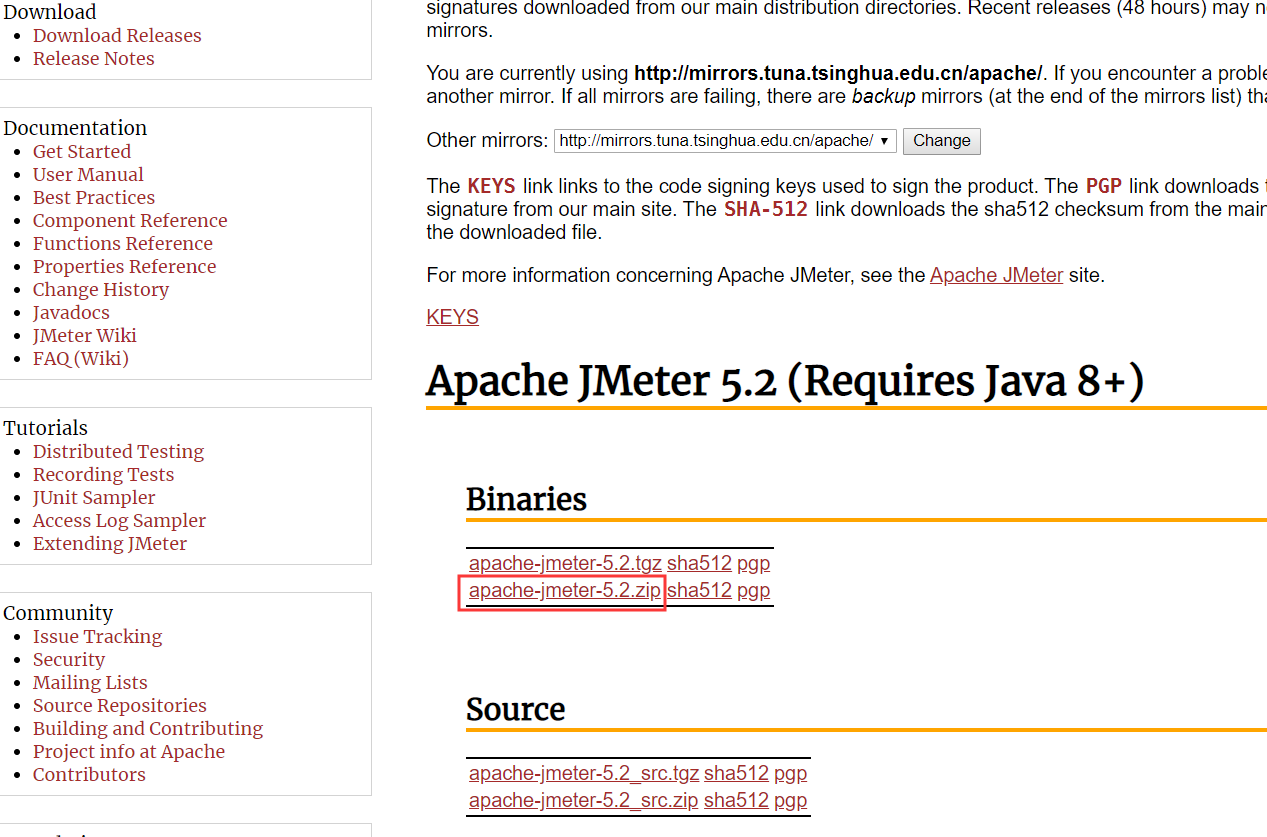 Download
Download Releases
Release Notes
Documentation
Get Started
User Manual
Best Practices
Component Reference
Functions Reference
Properties Reference
Change History
Javadocs
JMeter Wiki
FAQ (Wiki)
Tutorials
Distributed Testing
Recording Tests
JUnit Sampler
Access Log Sampler
Extending JMeter
Community
Issue Tracking
Security
Mailing Lists
Source Repositories
Building and Contributing
Project info at Apache
Contributors
signatures downloaded from our main distribution directories. Recent releases (48 hours) may
mirrors.
You are currently using http://mirrors.tuna.tsinghua.edu.cn/apache/. If you encounter a
another mirror. If all mirrors are failing, there are backup mirrors (at the end of the mirrors list)
Other mirrors: http://mirrors.tuna.tsinghua.edu.cn/apache/ Change
The KEYS link links to the code signing keys used to sign the product. The PGP link downloads
signature from our main site. The SHA-512 link downloads the sha512 checksum from the main
the downloaded file.
For more information concerning Apache JMeter, see the Apache JMeter site.
KEYS
Apache JMeter 5.2 (Requires Java 8+)
Binaries
apache-jmeter-5.2.tgz sha512 pgp
apache-jmeter-5.2.zip sha512 pgp
Source
apache-jmeter-5.2_src.tgz sha512 pgp
apache-jmeter-5.2_src.zip sha512 pgp